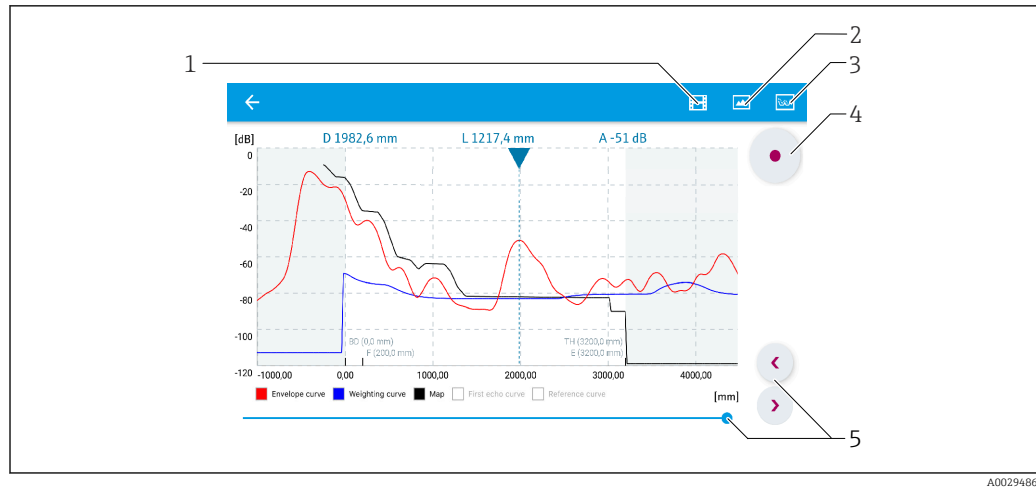 1
2
3
4
[dB]
D 1982,6 mm
L 1217,4 mm
A -51 dB
0
-20
-40
-60
-80
-100
-120
BD (0,0 mm)
F (200,0 mm)
TH (3200,0 mm)
E (3200,0 mm)
-1000,00
0,00
1000,00
2000,00
3000,00
4000,00
[mm]
Envelope curve
Weighting curve
Map
First echo curve
Reference curve
5
A0029486